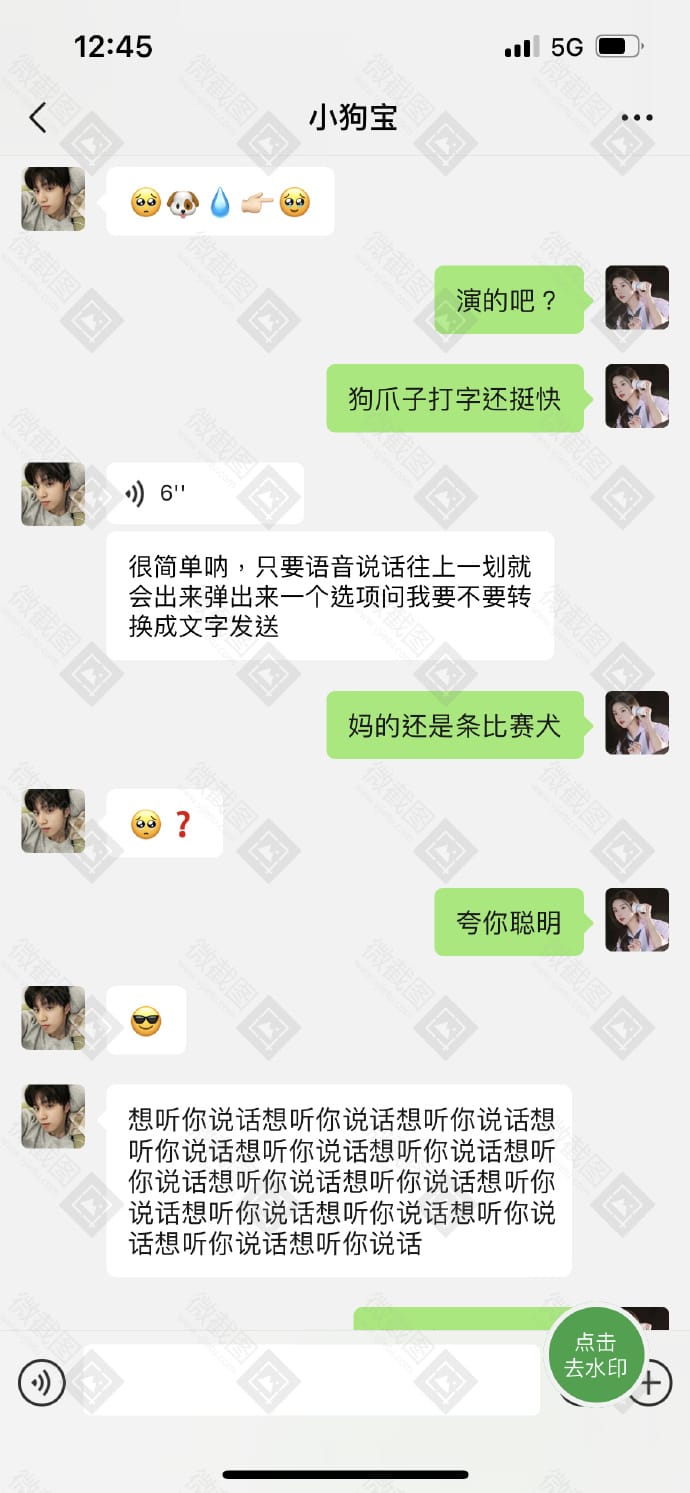 12:45
5G
小狗宝
🥺🐶💧👉🏻🥹
演的吧？
狗爪子打字还挺快
6''
很简单呐，只要语音说话往上一划就
会出来弹出来一个选项问我要不要转
换成文字发送
妈的还是条比赛犬
🥺❓
夸你聪明
😎
想听你说话想听你说话想听你说话想
听你说话想听你说话想听你说话想听
你说话想听你说话想听你说话想听你
说话想听你说话想听你说话想听你说
话想听你说话想听你说话
点击
去水印
微截图